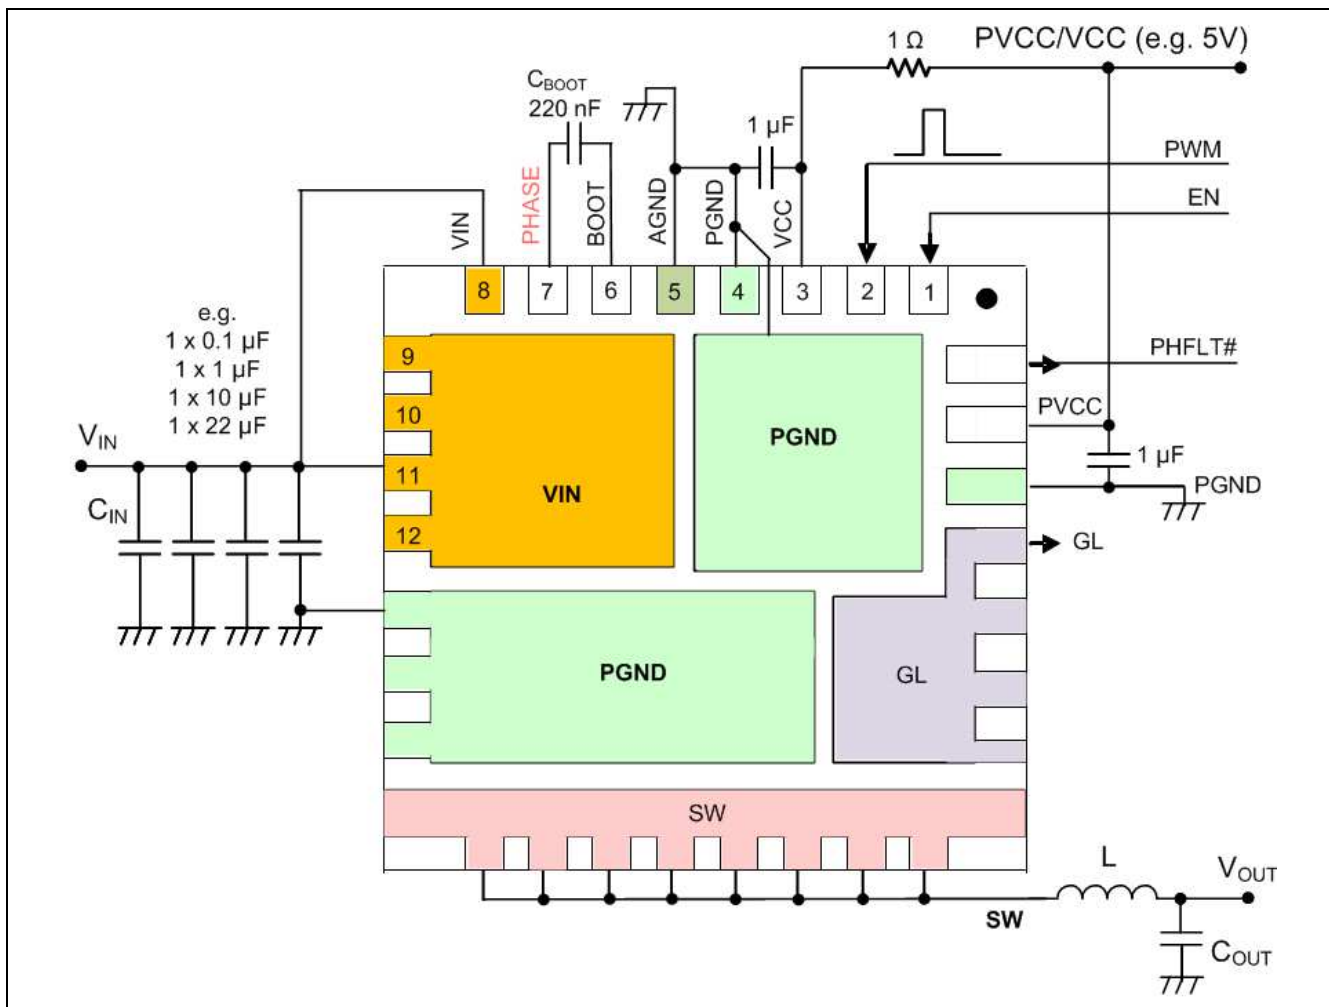 1 Ω
PVCC/VCC (e.g. 5V)
CBOOT
220 nF
1 µF
PWM
EN
VIN
PHASE
BOOT
AGND
PGND
VCC
8
7
6
5
4
3
2
1
e.g.
1 x 0.1 µF
1 x 1 µF
1 x 10 µF
1 x 22 µF
9
10
11
12
VIN
CIN
VIN
PGND
PHFLT#
PVCC
1 µF
PGND
GL
PGND
GL
SW
SW
L
VOUT
COUT